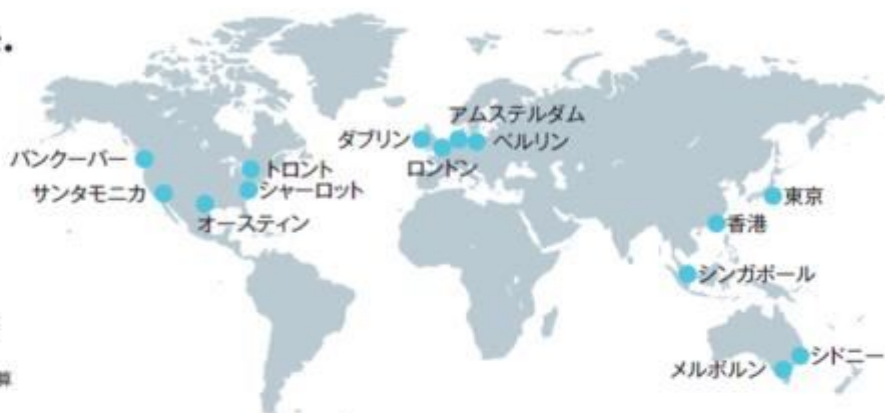 アムステルダム
ダブリン
ベルリン
ロンドン
バンクーバー
トロント
サンタモニカ
シャーロット
オースティン
東京
香港
シンガポール
シドニー
メルボルン
算